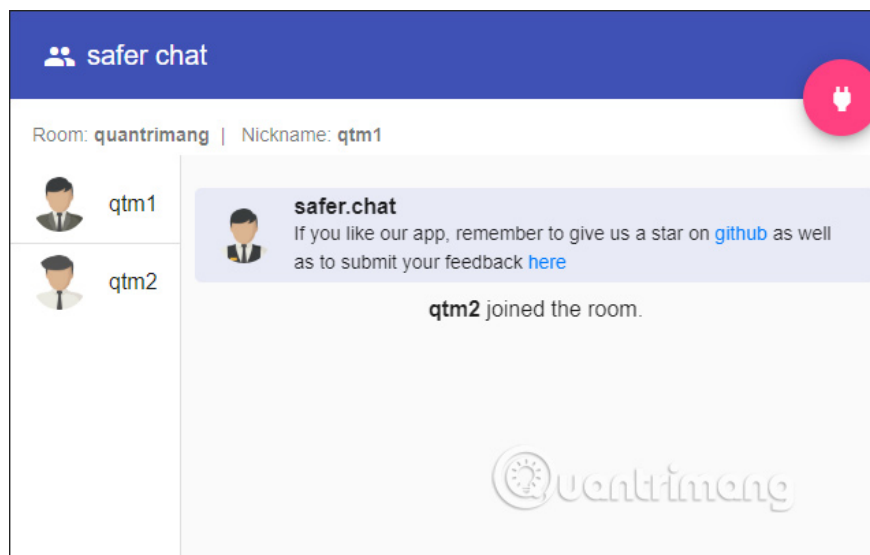 safer chat
Room: quantrimang | Nickname: qtm1
qtm1
qtm2
safer.chat
If you like our app, remember to give us a star on github as well
as to submit your feedback here
qtm2 joined the room.
Quantrimang